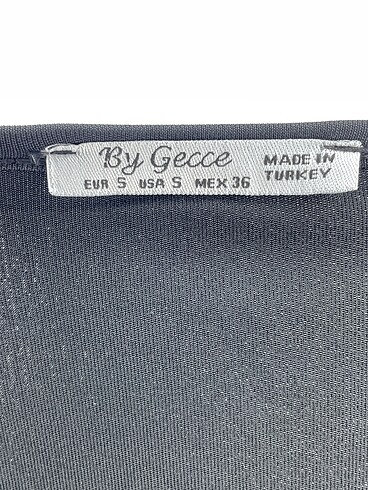 By Gecce
EUR S USA S MEX 36
MADE IN
TURKEY